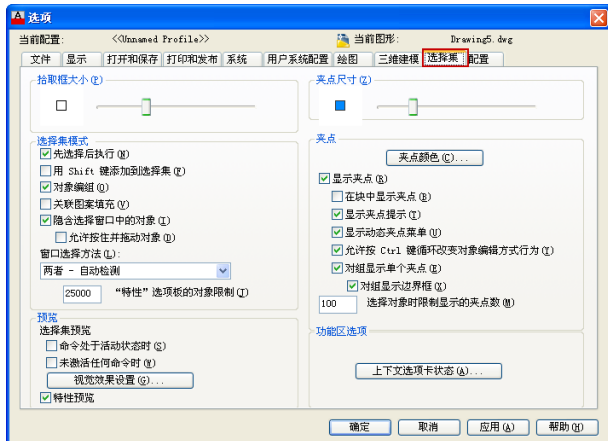 选项
当前配置: <<Unnamed Profile>> 当前图形: Drawing5.dwg
文件 显示 打开和保存 打印和发布 系统 用户系统配置 绘图 三维建模 选择集 配置
拾取框大小(P)
选择集模式
先选择后执行(N)
用 Shift 键添加到选择集(F)
对象编组(O)
关联图案填充(V)
隐含选择窗口中的对象(I)
允许按住并拖动对象(D)
窗口选择方法(L):
两者 - 自动检测
25000 “特性”选项板的对象限制(J)
预览
选择集预览
命令处于活动状态时(S)
未激活任何命令时(W)
视觉效果设置(G)...
特性预览
夹点尺寸(Z)
夹点
夹点颜色(C)...
显示夹点(R)
在块中显示夹点(B)
显示夹点提示(T)
显示动态夹点菜单(U)
允许按 Ctrl 键循环改变对象编辑方式行为(Y)
对组显示单个夹点(E)
对组显示边界框(X)
100 选择对象时限制显示的夹点数(M)
功能区选项
上下文选项卡状态(A)...
确定 取消 应用(A) 帮助(H)